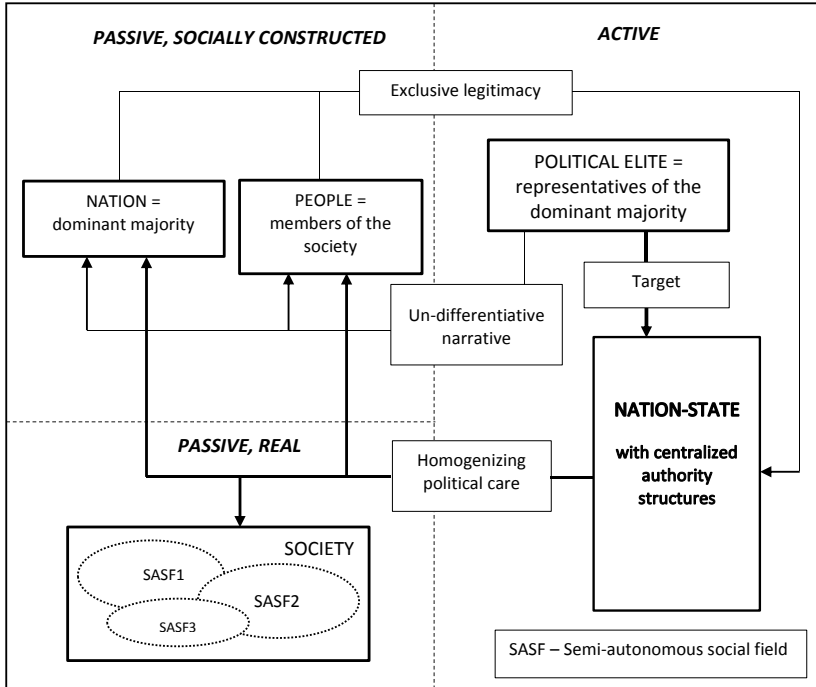 PASSIVE, SOCIALLY CONSTRUCTED
ACTIVE
Exclusive legitimacy
NATION =
dominant majority
PEOPLE =
members of the
society
POLITICAL ELITE =
representatives of the
dominant majority
Target
Un-differentiative
narrative
NATION-STATE
with centralized
authority
structures
PASSIVE, REAL
Homogenizing
political care
SOCIETY
SASF1
SASF2
SASF3
SASF – Semi-autonomous social field